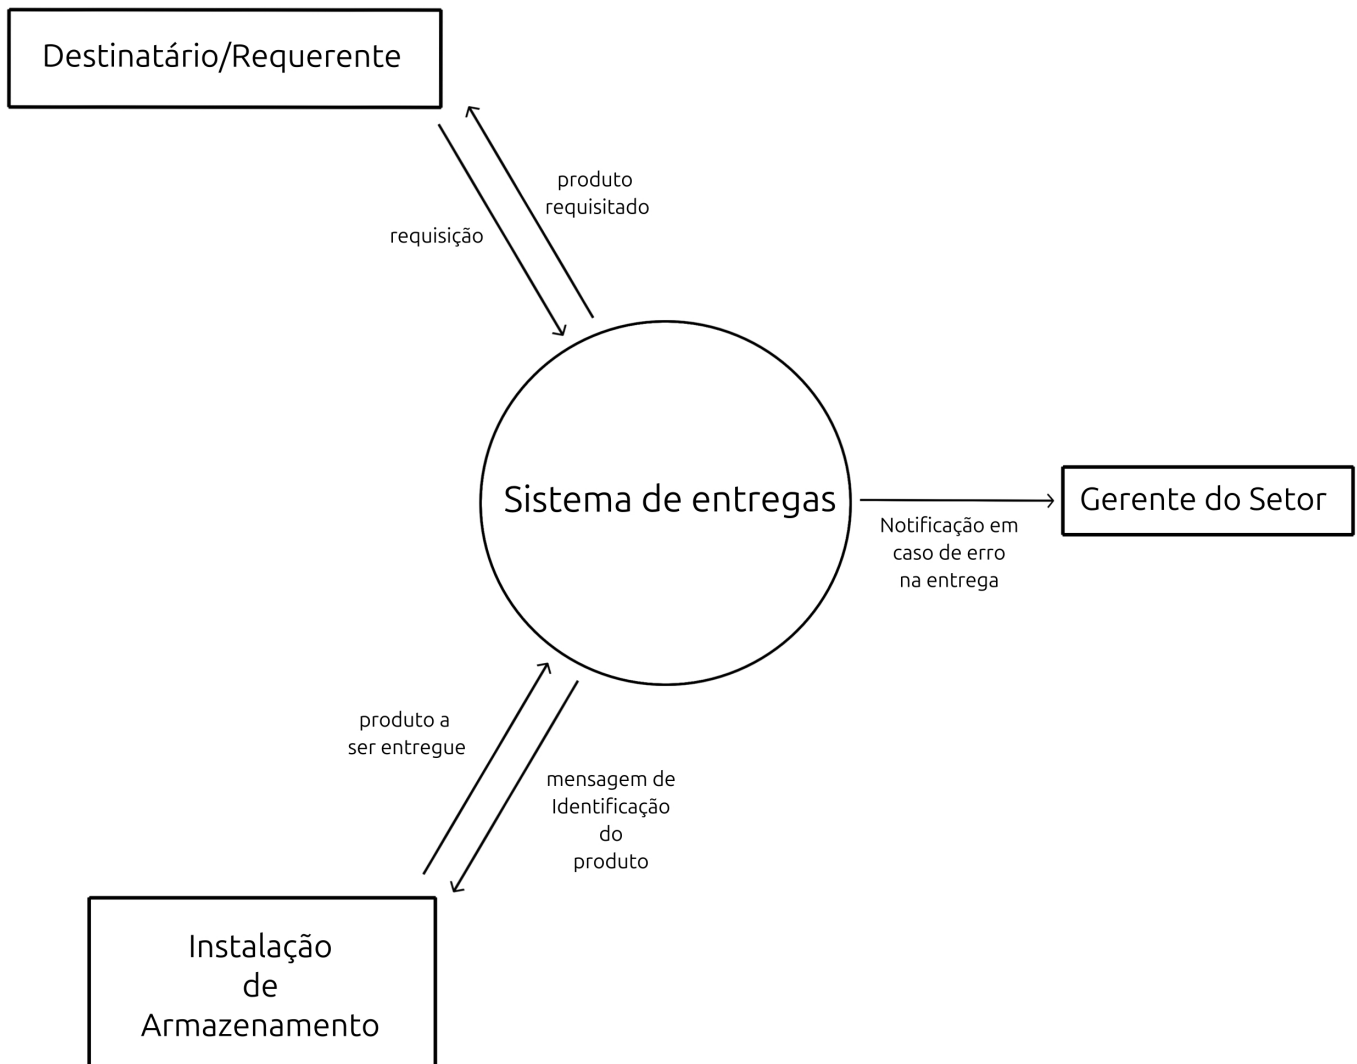 Destinatário/Requerente
produto
requisitado
requisição
Sistema de entregas
Gerente do Setor
Notificação em
caso de erro
na entrega
produto a
ser entregue
mensagem de
Identificação
do
produto
Instalação
de
Armazenamento